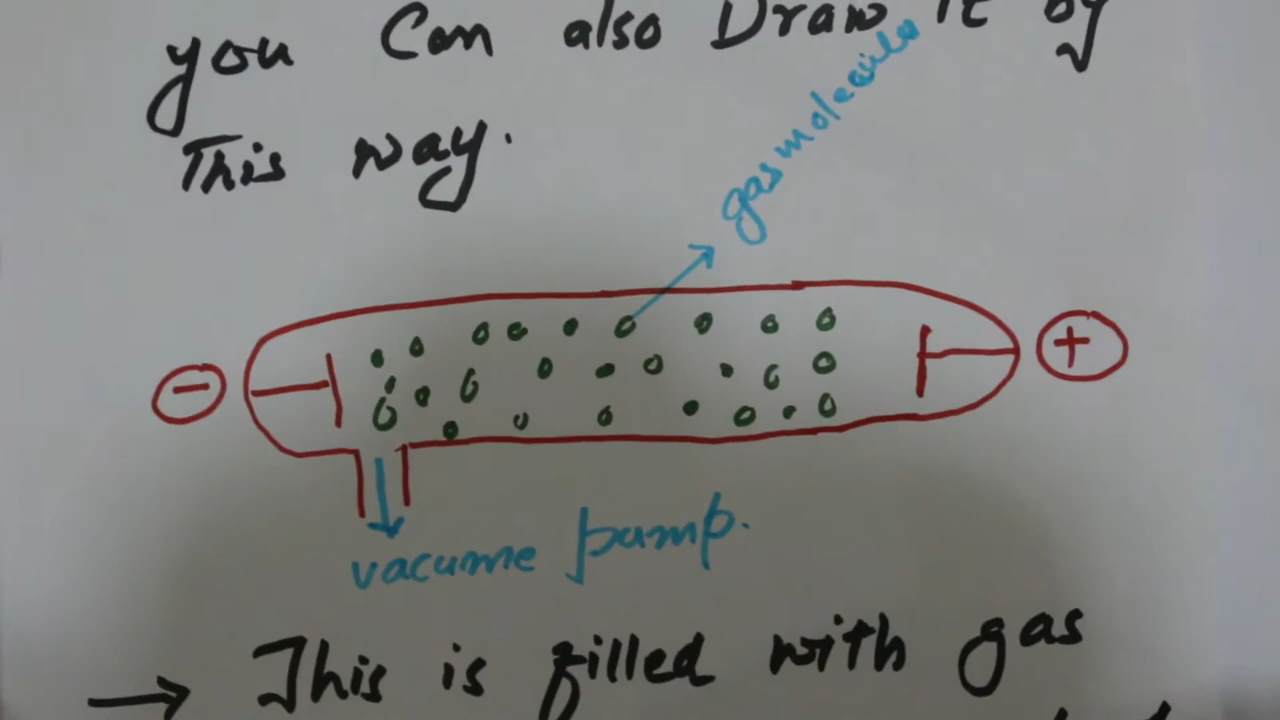 you Can also Draw it by
This way.
gas molecule
-
+
vacume pump.
→ This is filled with gas